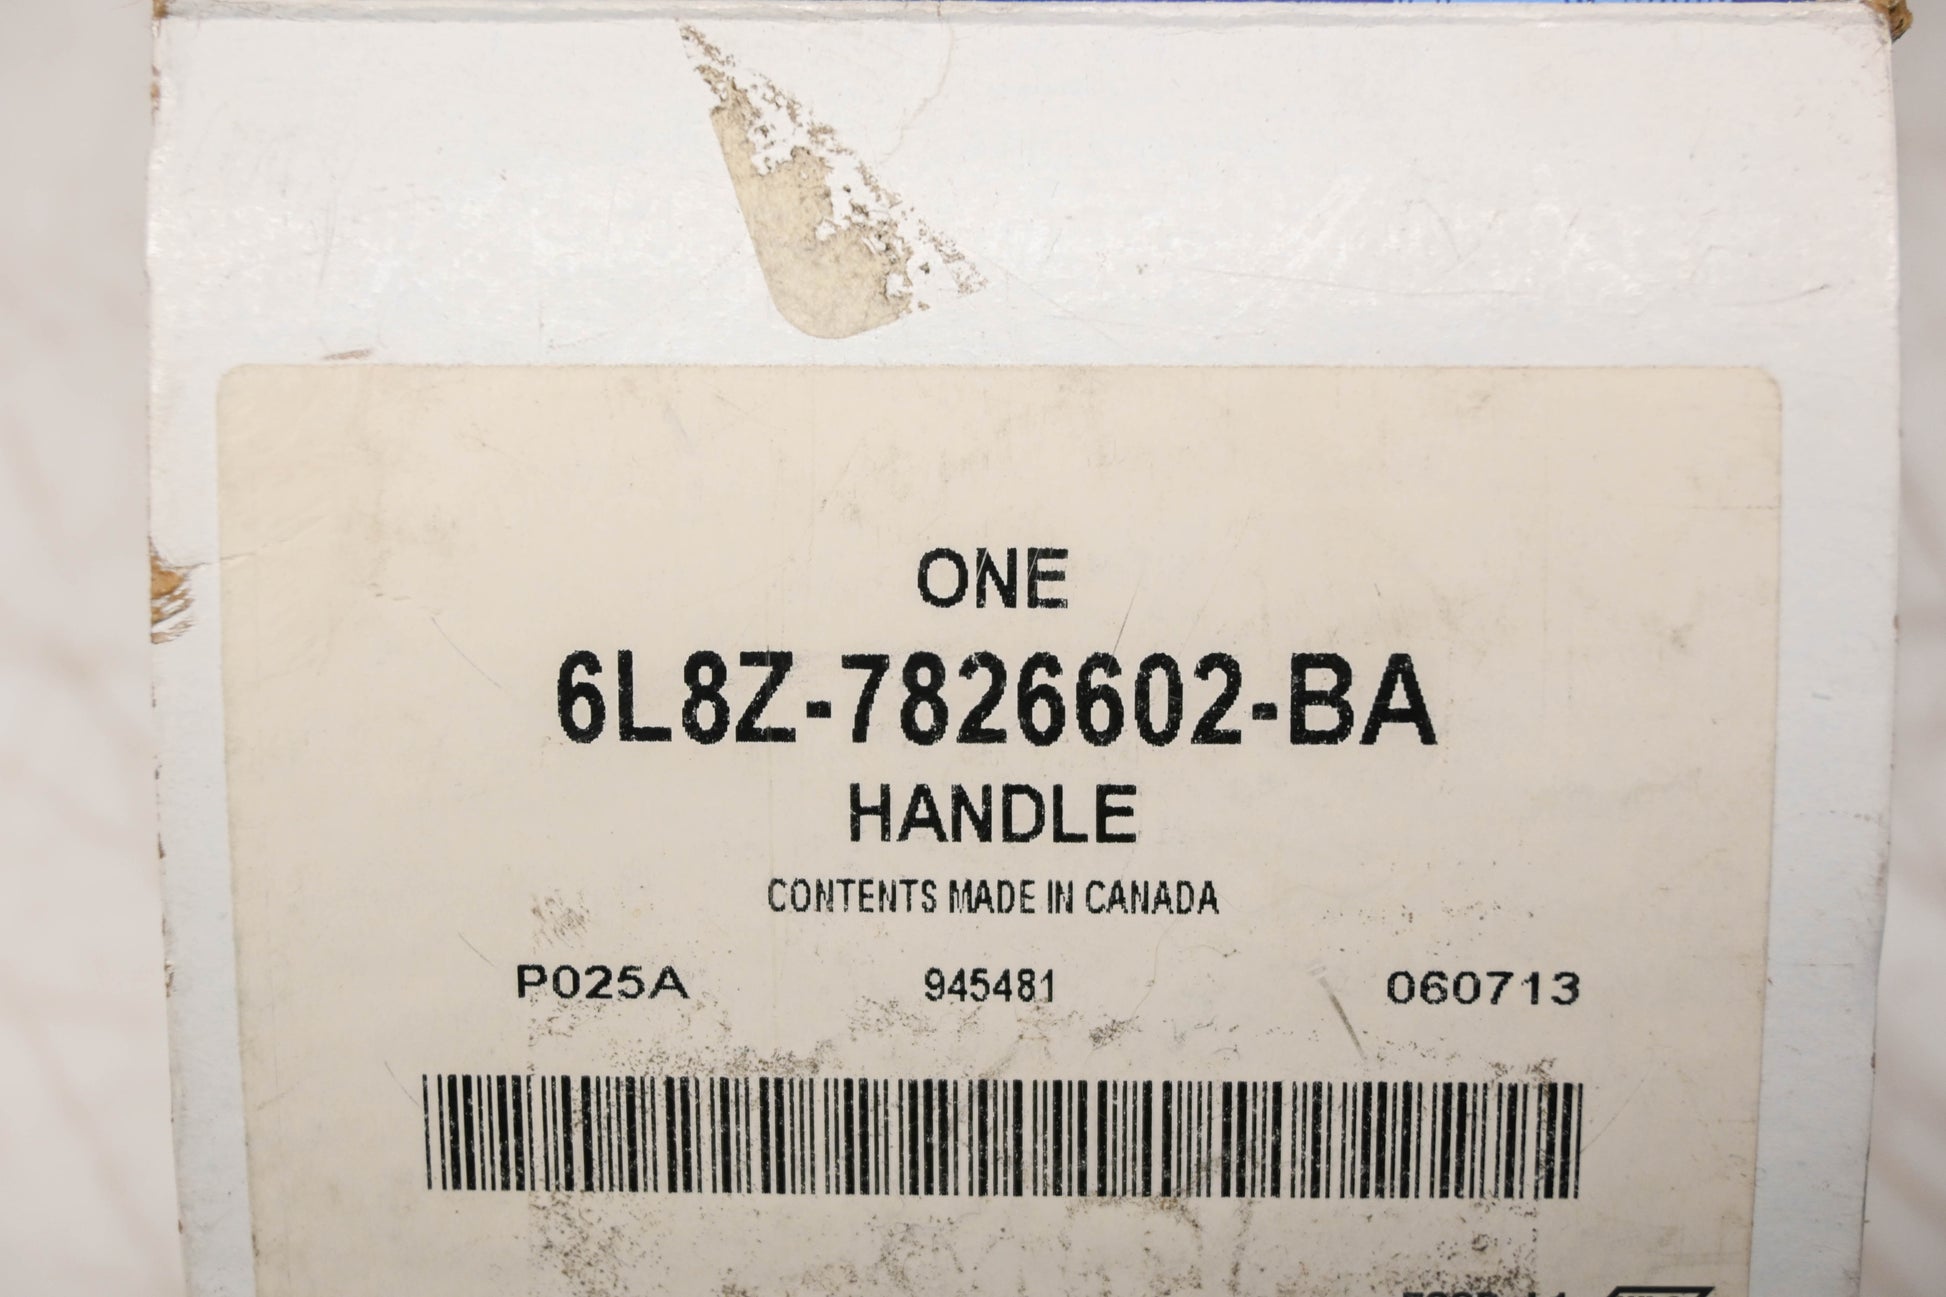 ONE
6L8Z-7826602-BA
HANDLE
CONTENTS MADE IN CANADA
P025A 945481 060713